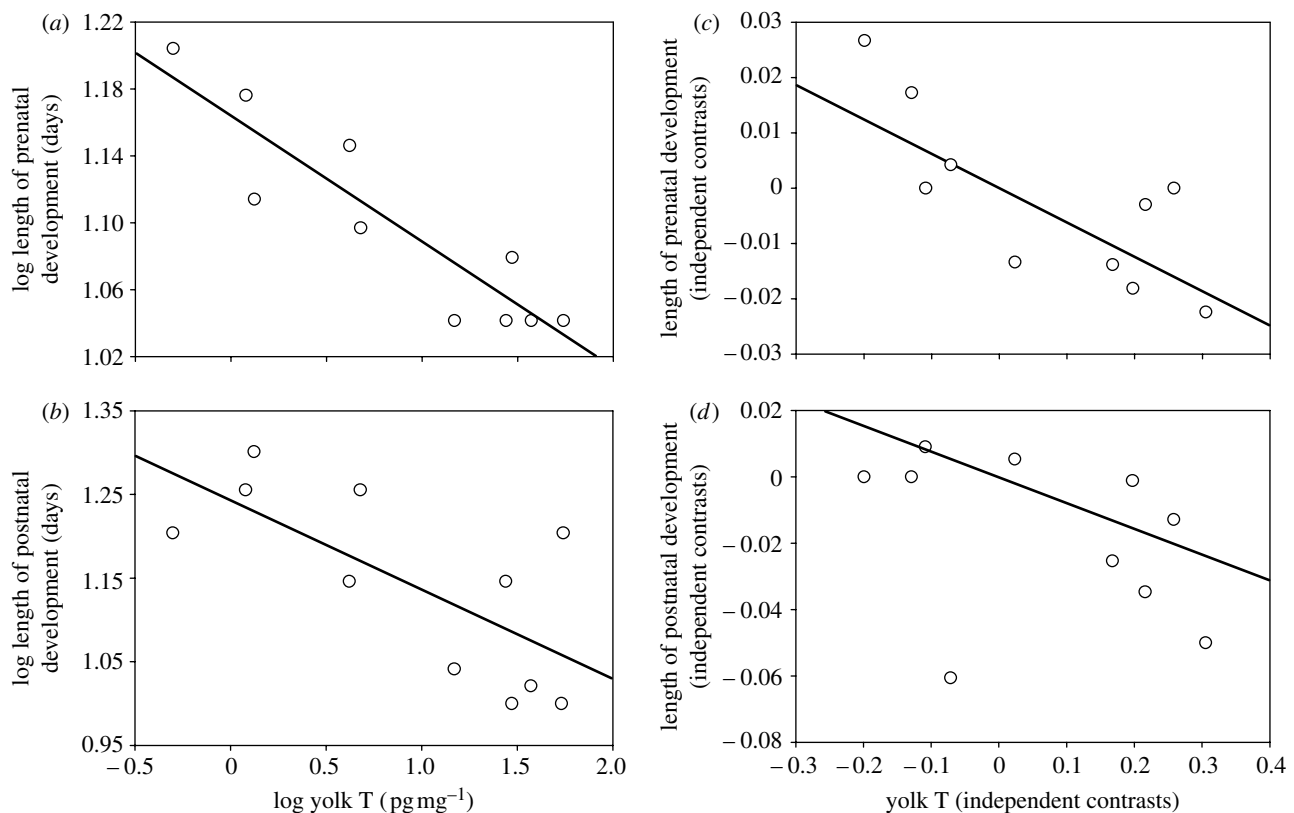 (a)
log length of prenatal
development (days)
1.22
1.18
1.14
1.10
1.06
1.02
(c)
length of prenatal development
(independent contrasts)
0.03
0.02
0.01
0
−0.01
−0.02
−0.03
(b)
log length of postnatal
development (days)
1.35
1.25
1.15
1.05
0.95
−0.5 0 0.5 1.0 1.5 2.0
log yolk T (pg mg⁻¹)
(d)
length of postnatal development
(independent contrasts)
0.02
0
−0.02
−0.04
−0.06
−0.08
−0.3 −0.2 −0.1 0 0.1 0.2 0.3 0.4
yolk T (independent contrasts)